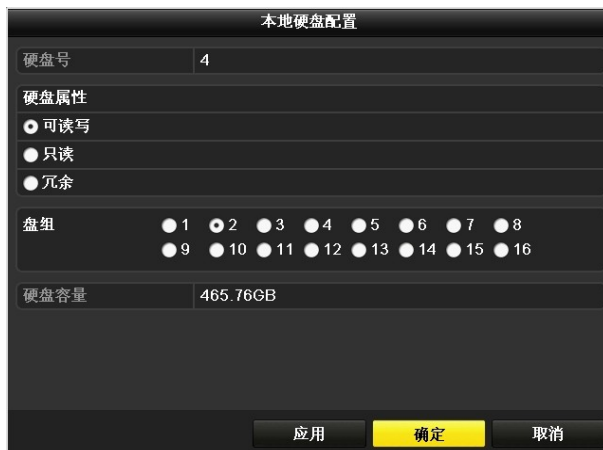 本地硬盘配置
硬盘号 4
硬盘属性
可读写
只读
冗余
盘组 1 2 3 4 5 6 7 8
9 10 11 12 13 14 15 16
硬盘容量 465.76GB
应用 确定 取消